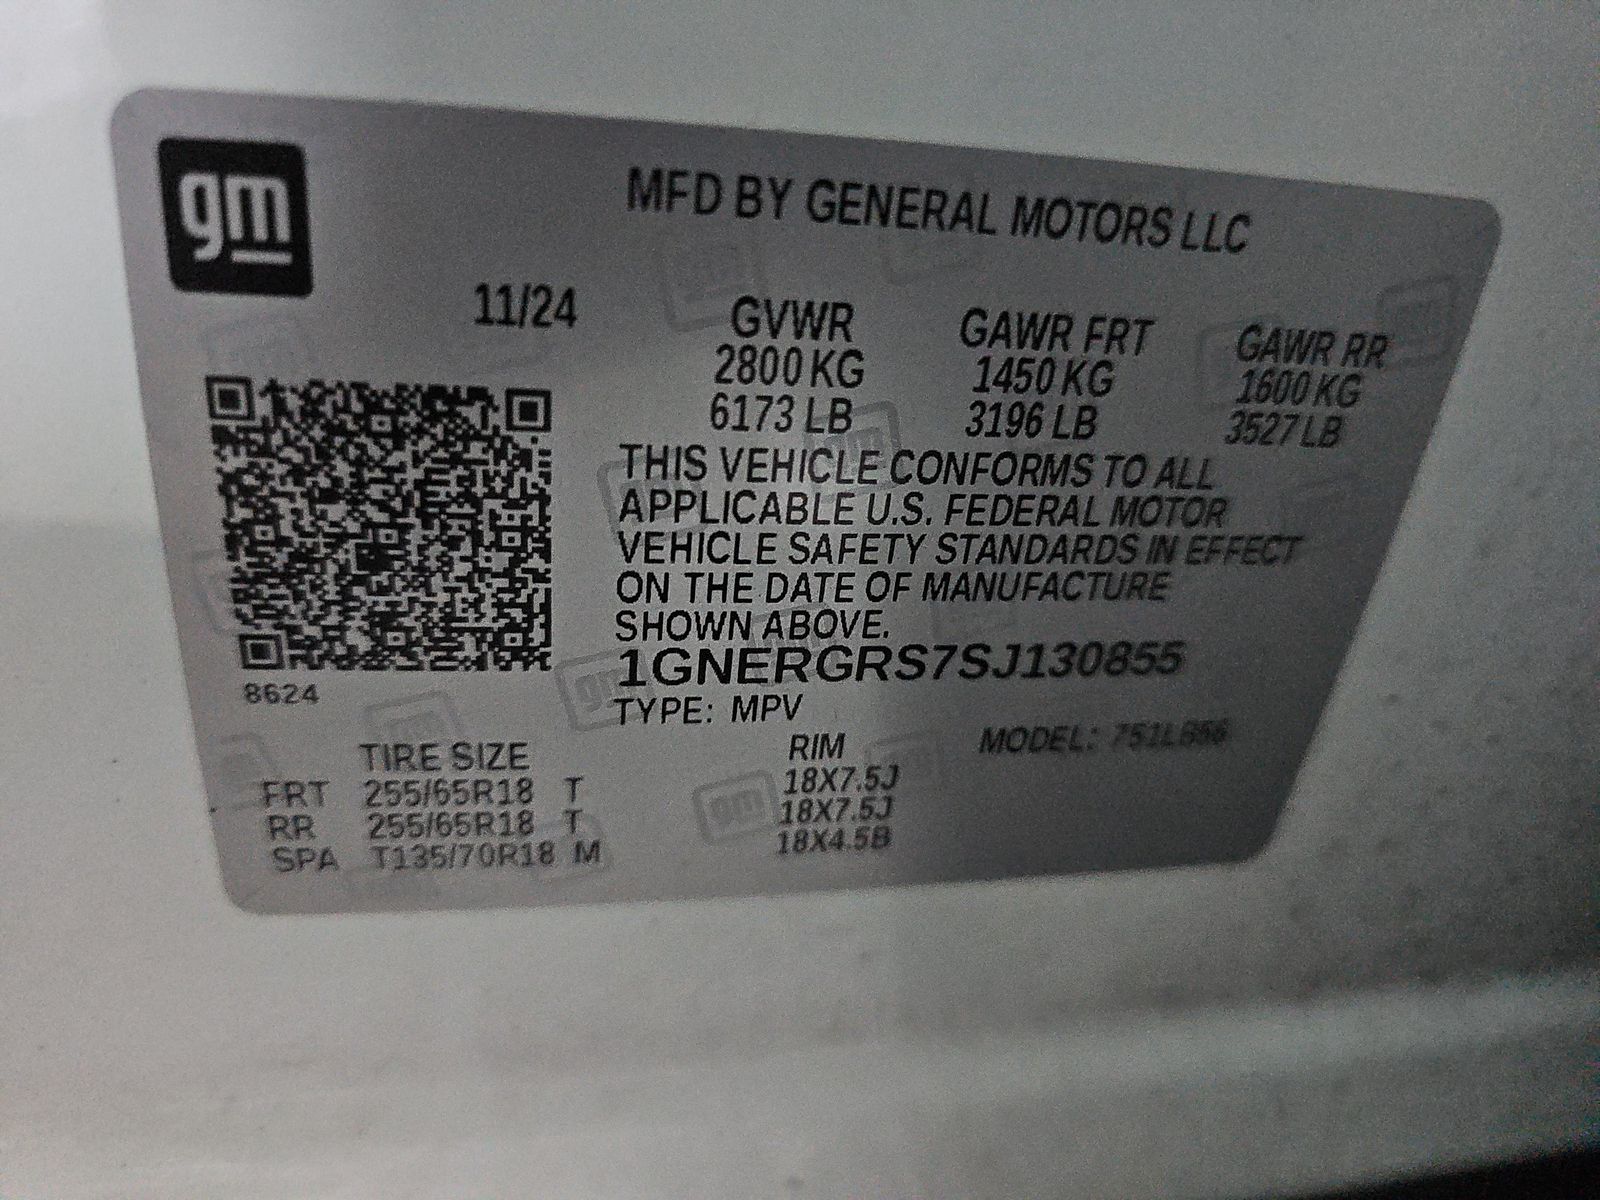 gm
MFD BY GENERAL MOTORS LLC
11/24
GVWR GAWR FRT GAWR RR
2800 KG 1450 KG 1600 KG
6173 LB 3196 LB 3527 LB
THIS VEHICLE CONFORMS TO ALL
APPLICABLE U.S. FEDERAL MOTOR
VEHICLE SAFETY STANDARDS IN EFFECT
ON THE DATE OF MANUFACTURE
SHOWN ABOVE.
1GNERGRS7SJ130855
8624
TYPE: MPV
MODEL:
TIRE SIZE RIM
FRT 255/65R18 T 18X7.5J
RR 255/65R18 T 18X7.5J
SPA T135/70R18 M 18X4.5B